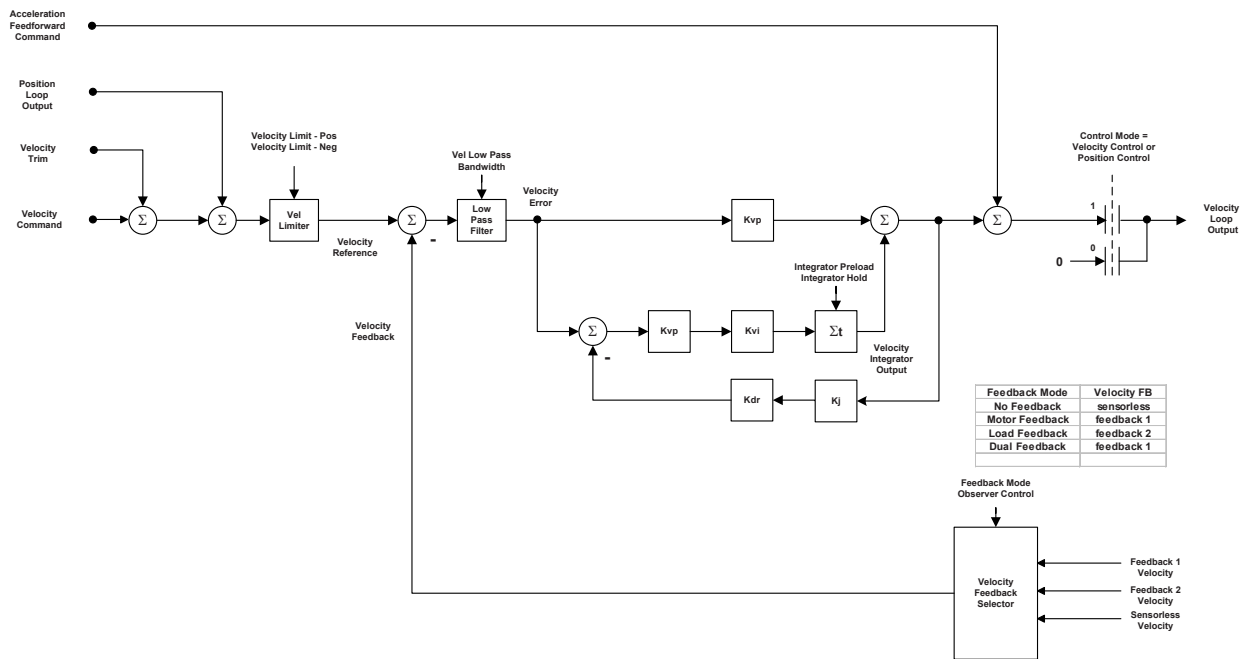 Acceleration
Feedforward
Command
Position
Loop
Output
Velocity
Trim
Velocity
Command
Σ
Σ
Velocity Limit - Pos
Velocity Limit - Neg
Vel
Limiter
Velocity
Reference
Σ
-
Vel Low Pass
Bandwidth
Low
Pass
Filter
Velocity
Error
Velocity
Feedback
Kvp
Σ
Σ
Integrator Preload
Integrator Hold
Σ
-
Kvp
Kvi
Σt
Velocity
Integrator
Output
Kdr
Kj
Control Mode =
Velocity Control or
Position Control
1
0
0
Velocity
Loop
Output
Feedback Mode Velocity FB
No Feedback sensorless
Motor Feedback feedback 1
Load Feedback feedback 2
Dual Feedback feedback 1
Feedback Mode
Observer Control
Velocity
Feedback
Selector
Feedback 1
Velocity
Feedback 2
Velocity
Sensorless
Velocity